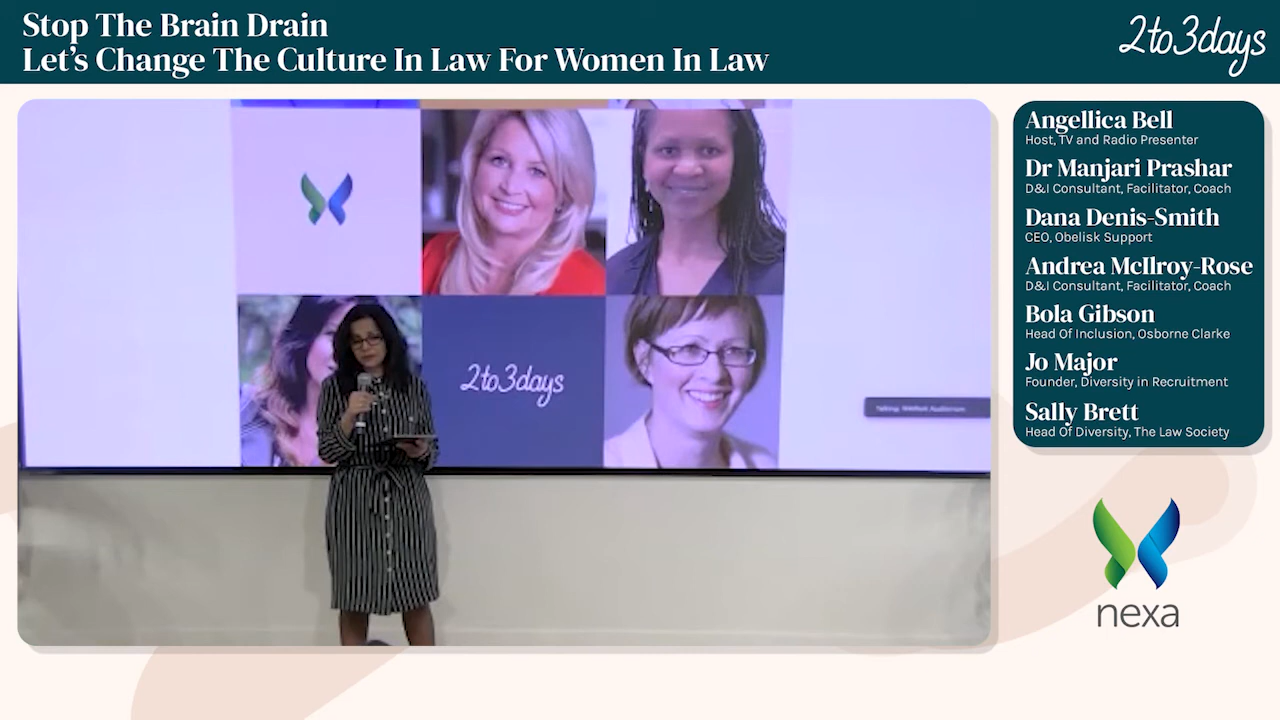 Stop The Brain Drain
Let's Change The Culture In Law For Women In Law
2to3days
Angellica Bell
Host, TV and Radio Presenter
Dr Manjari Prashar
D&I Consultant, Facilitator, Coach
Dana Denis-Smith
CEO, Obelisk Support
Andrea McIlroy-Rose
D&I Consultant, Facilitator, Coach
Bola Gibson
Head Of Inclusion, Osborne Clarke
Jo Major
Founder, Diversity in Recruitment
Sally Brett
Head Of Diversity, The Law Society
2to3days
Talking:
nexa